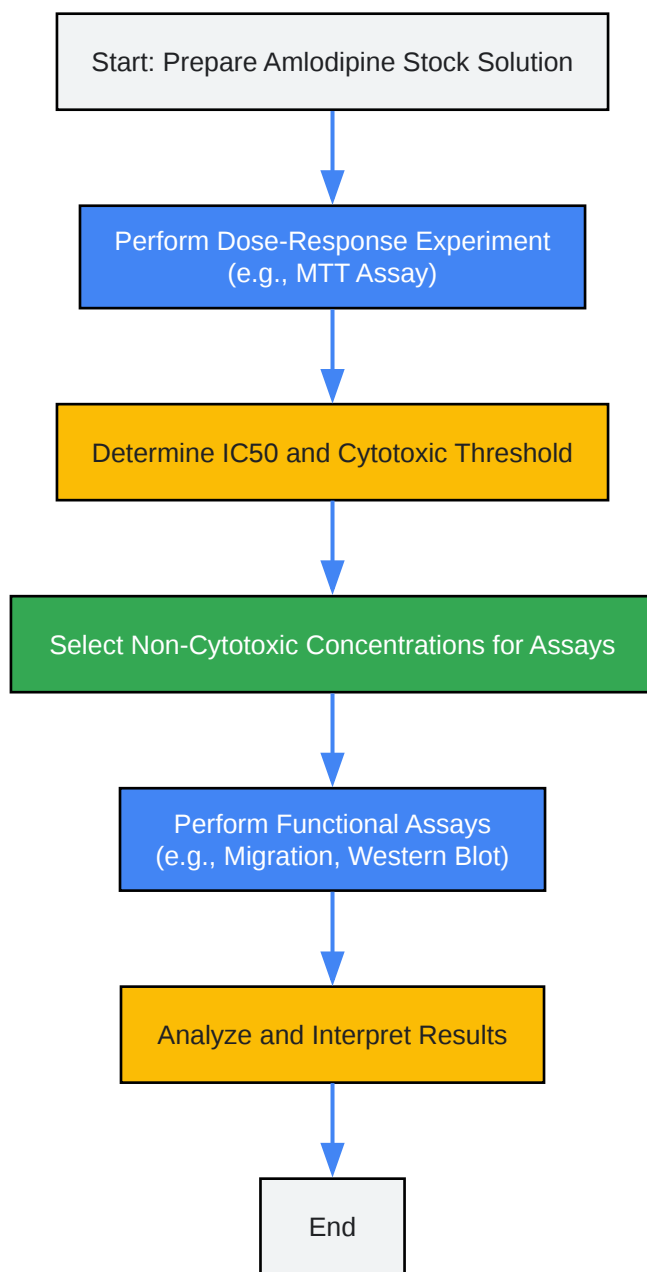 Start: Prepare Amlodipine Stock Solution
Perform Dose-Response Experiment
(e.g., MTT Assay)
Determine IC50 and Cytotoxic Threshold
Select Non-Cytotoxic Concentrations for Assays
Perform Functional Assays
(e.g., Migration, Western Blot)
Analyze and Interpret Results
End